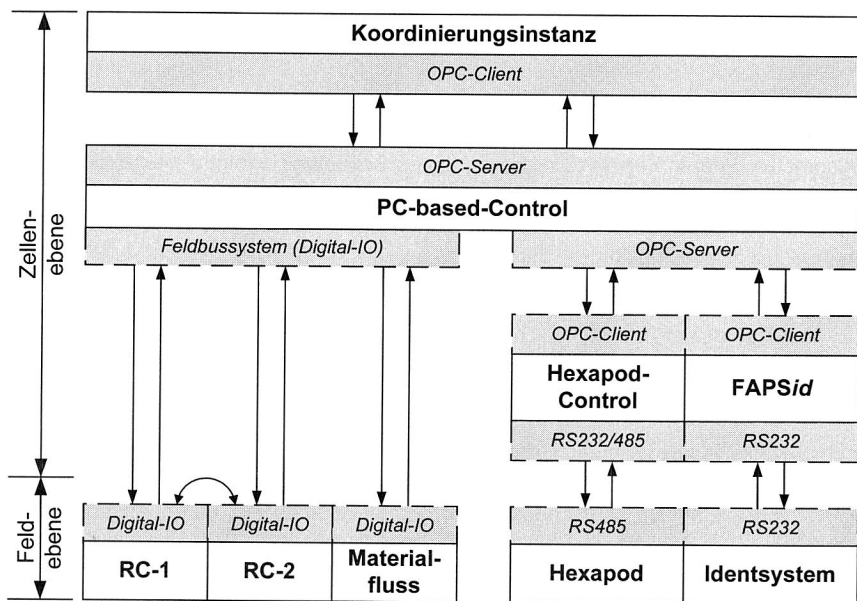 Koordinierungsinstanz
OPC-Client
OPC-Server
PC-based-Control
Feldbussystem (Digital-IO)
OPC-Server
OPC-Client
OPC-Client
Hexapod-
Control
FAPSid
RS232/485
RS232
Digital-IO
Digital-IO
Digital-IO
RS485
RS232
RC-1
RC-2
Material-
fluss
Hexapod
Identsystem
Zellen-
ebene
Feld-
ebene